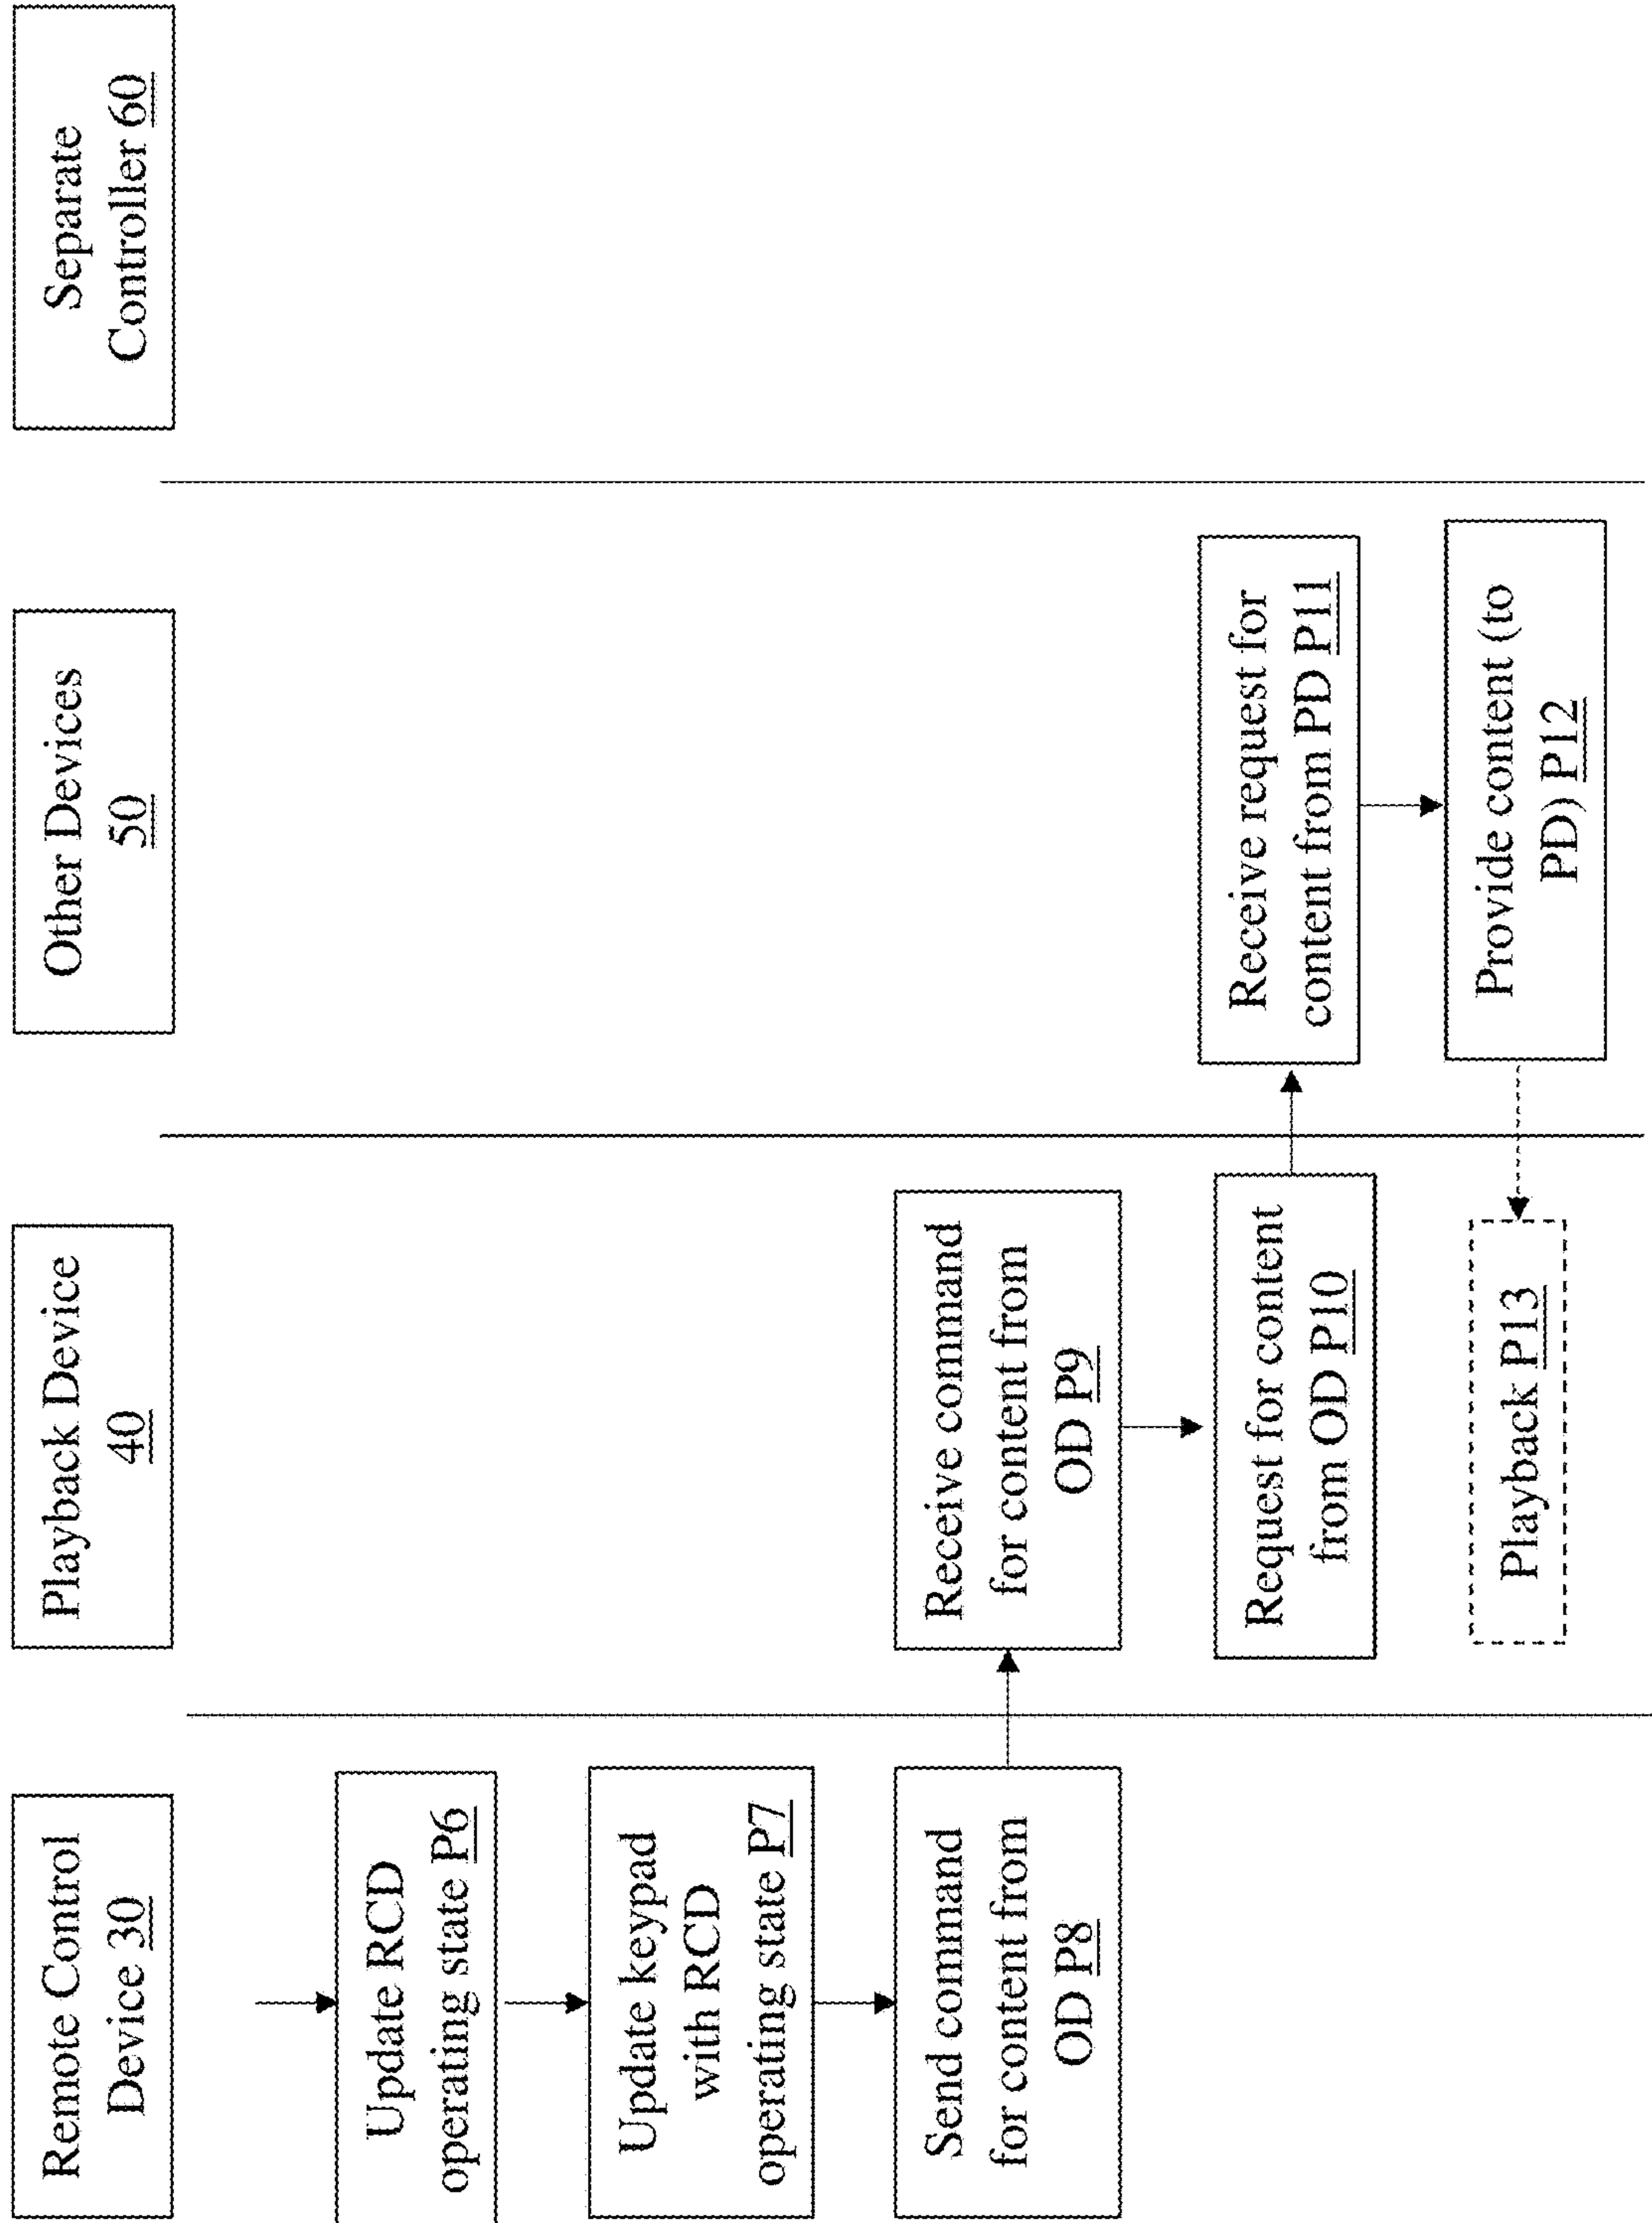 Remote Control
Device 30
Playback Device
40
Other Devices
50
Separate
Controller 60
Update RCD
operating state P6
Update keypad
with RCD
operating state P7
Send command
for content from
OD P8
Receive command
for content from
OD P9
Request for content
from OD P10
Receive request for
content from PD P11
Provide content (to
PD) P12
Playback P13